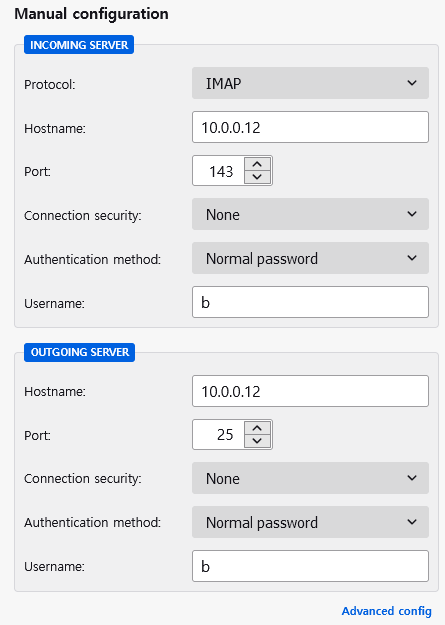 Manual configuration
INCOMING SERVER
Protocol: IMAP
Hostname: 10.0.0.12
Port: 143
Connection security: None
Authentication method: Normal password
Username: b
OUTGOING SERVER
Hostname: 10.0.0.12
Port: 25
Connection security: None
Authentication method: Normal password
Username: b
Advanced config